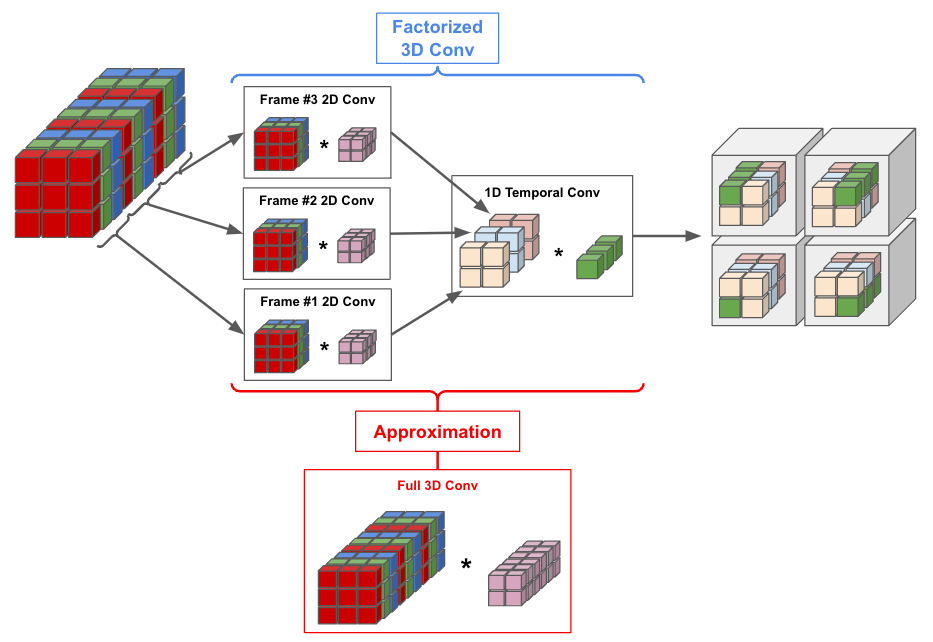 Factorized
3D Conv
Frame #3 2D Conv
*
Frame #2 2D Conv
*
Frame #1 2D Conv
*
1D Temporal Conv
*
Approximation
Full 3D Conv
*